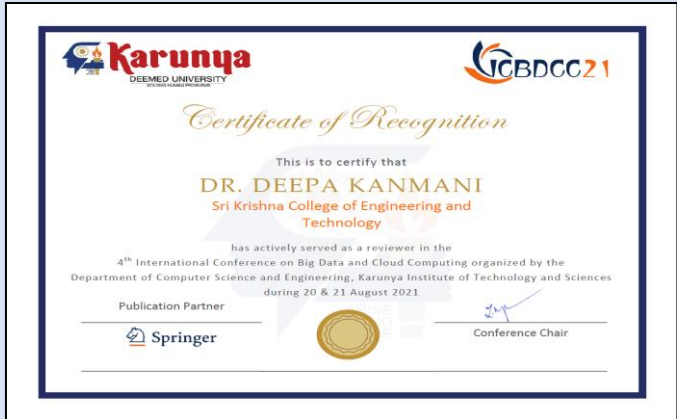 Karunya
DEEMED UNIVERSITY
ICBDCC21
Certificate of Recognition
This is to certify that
DR. DEEPA KANMANI
Sri Krishna College of Engineering and
Technology
has actively served as a reviewer in the
4th International Conference on Big Data and Cloud Computing organized by the
Department of Computer Science and Engineering, Karunya Institute of Technology and Sciences
during 20 & 21 August 2021
Publication Partner
Springer
Conference Chair